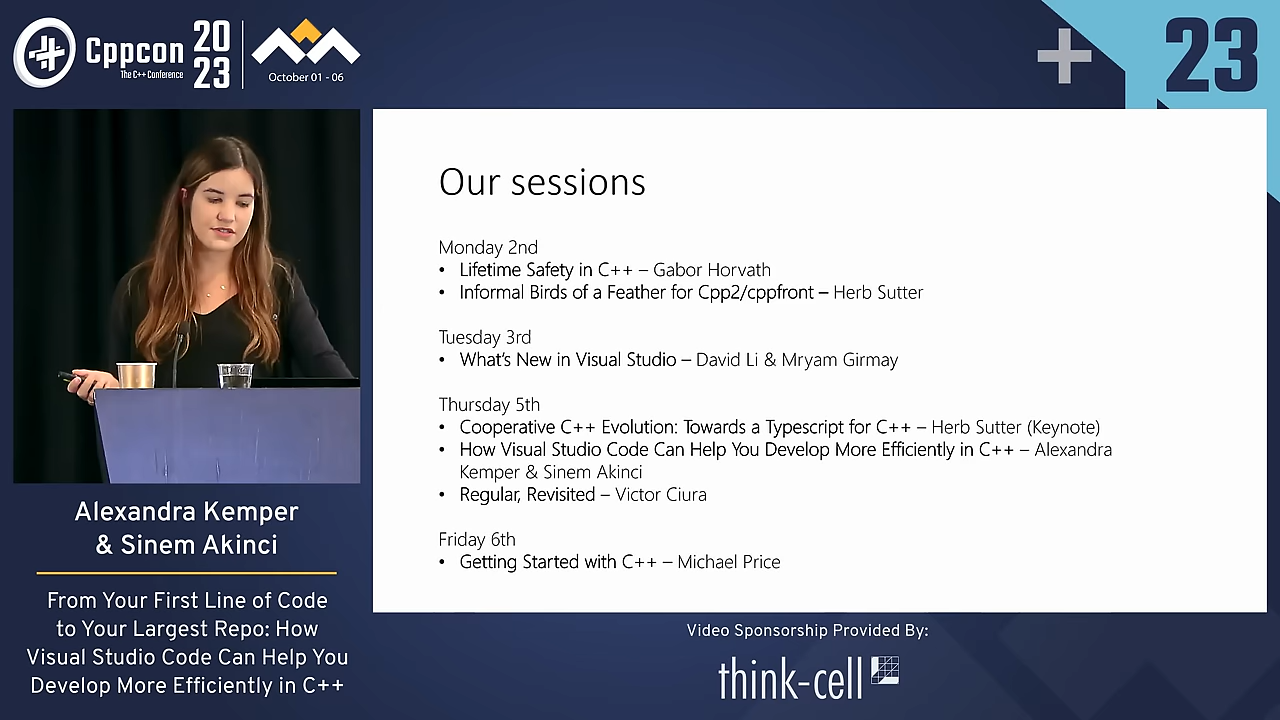 Cppcon
The C++ Conference
20
23
October 01 - 06
23
Our sessions
Monday 2nd
• Lifetime Safety in C++ – Gabor Horvath
• Informal Birds of a Feather for Cpp2/cppfront – Herb Sutter
Tuesday 3rd
• What's New in Visual Studio – David Li & Mryam Girmay
Thursday 5th
• Cooperative C++ Evolution: Towards a Typescript for C++ – Herb Sutter (Keynote)
• How Visual Studio Code Can Help You Develop More Efficiently in C++ – Alexandra
Kemper & Sinem Akinci
• Regular, Revisited – Victor Ciura
Friday 6th
• Getting Started with C++ – Michael Price
Alexandra Kemper
& Sinem Akinci
From Your First Line of Code
to Your Largest Repo: How
Visual Studio Code Can Help You
Develop More Efficiently in C++
Video Sponsorship Provided By:
think-cell